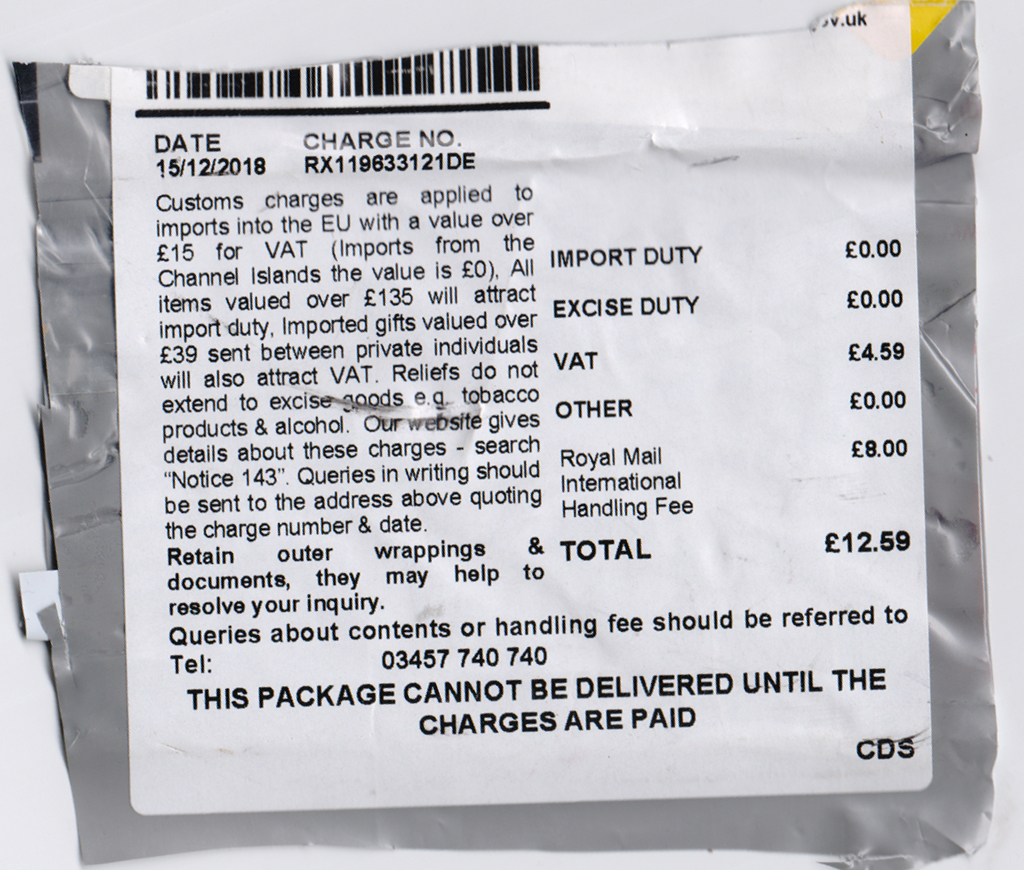 .uk
DATE CHARGE NO.
15/12/2018 RX119633121DE
Customs charges are applied to
imports into the EU with a value over
£15 for VAT (Imports from the
Channel Islands the value is £0), All
items valued over £135 will attract
import duty, Imported gifts valued over
£39 sent between private individuals
will also attract VAT. Reliefs do not
extend to excise goods e.g. tobacco
products & alcohol. Our website gives
details about these charges - search
"Notice 143". Queries in writing should
be sent to the address above quoting
the charge number & date.
Retain outer wrappings &
documents, they may help to
resolve your inquiry.
IMPORT DUTY £0.00
EXCISE DUTY £0.00
VAT £4.59
OTHER £0.00
Royal Mail £8.00
International
Handling Fee
TOTAL £12.59
Queries about contents or handling fee should be referred to
Tel: 03457 740 740
THIS PACKAGE CANNOT BE DELIVERED UNTIL THE
CHARGES ARE PAID
CDS